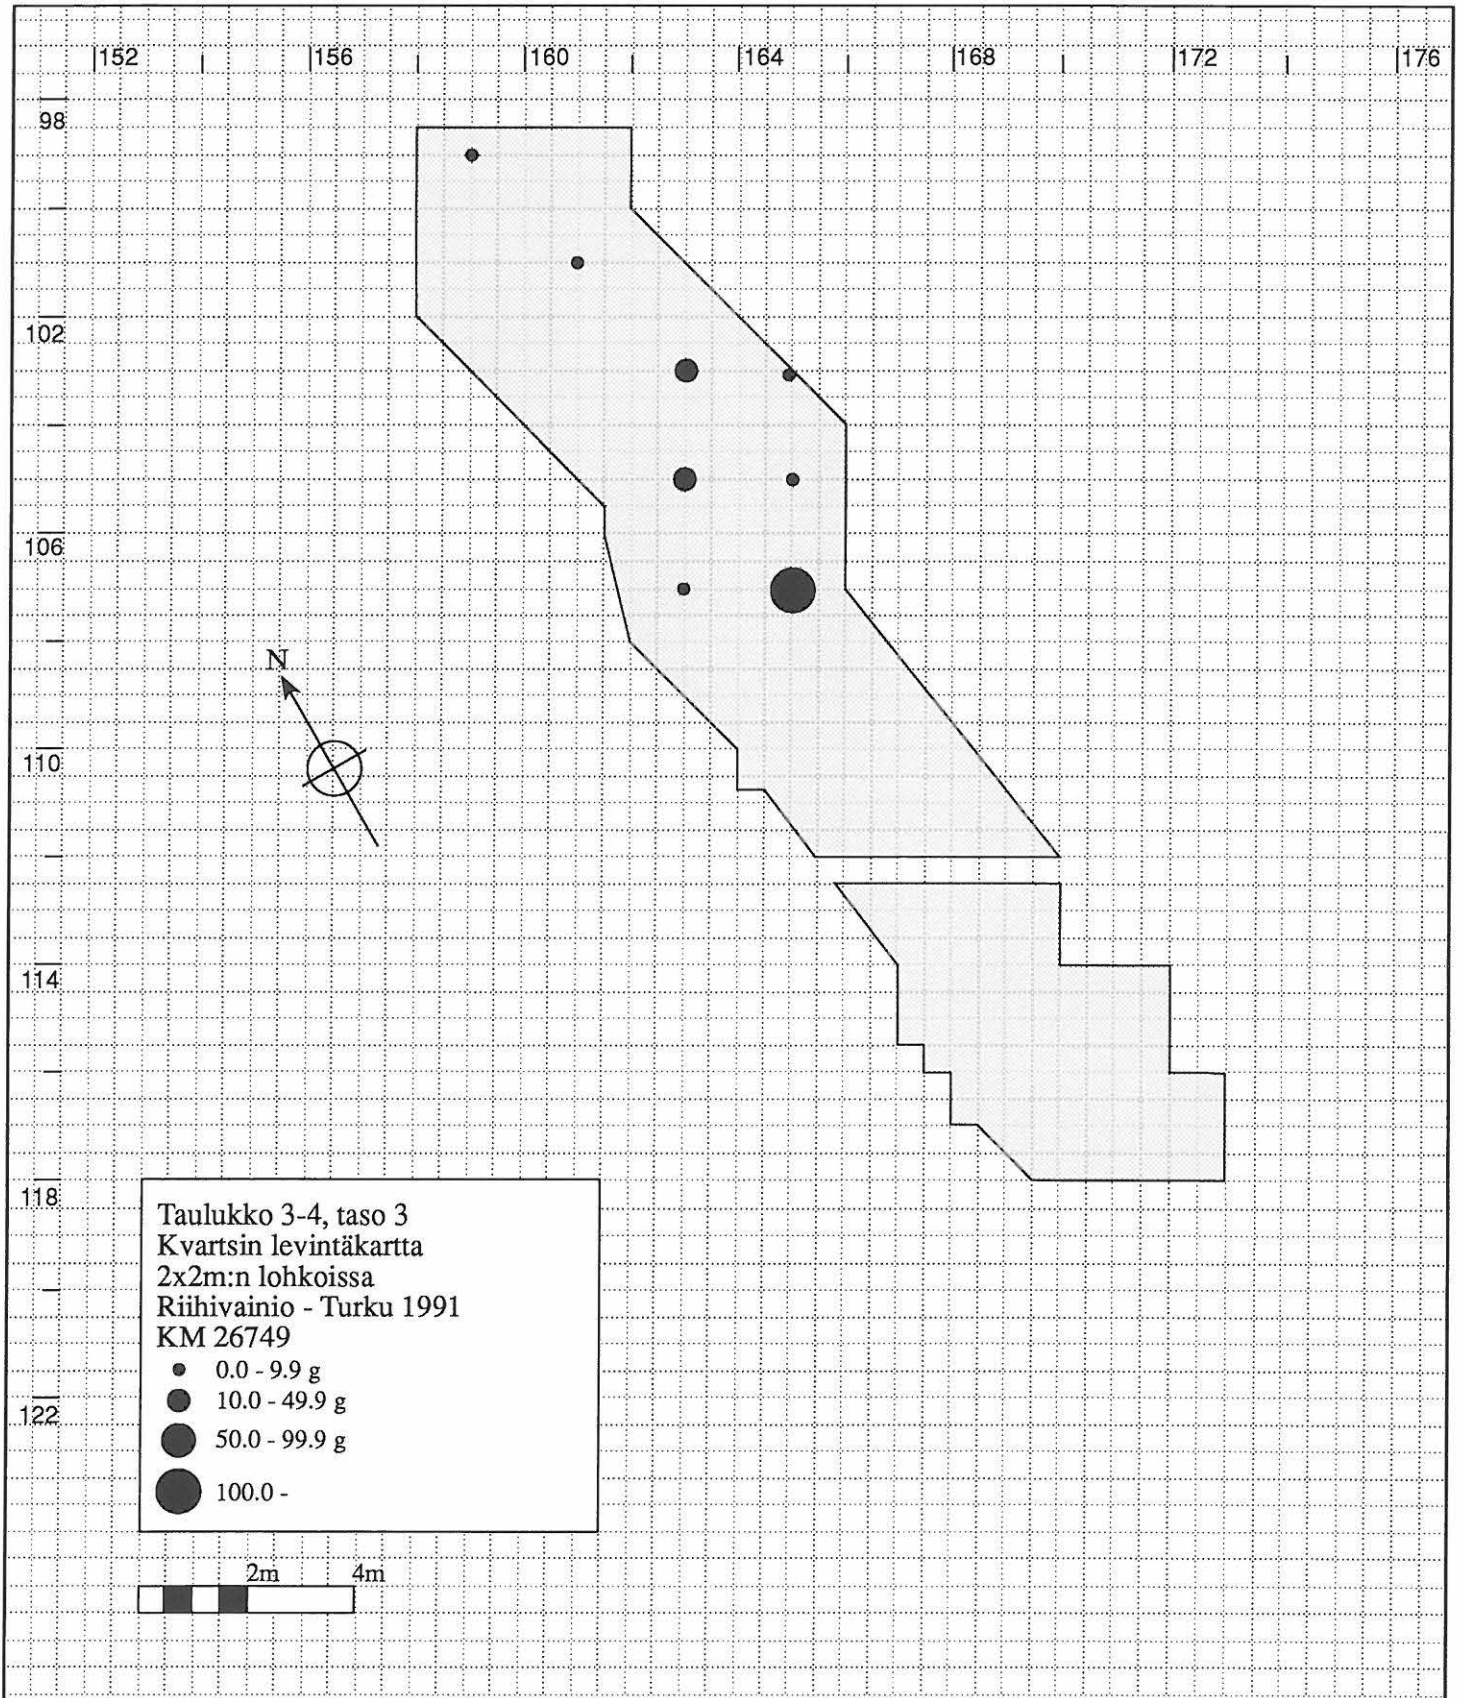 152 156 160 164 168 172 176
98
102
106
N
110
114
118
Taulukko 3-4, taso 3
Kvartsin levintäkartta
2x2m:n lohkoissa
Riihivainio - Turku 1991
KM 26749
0.0 - 9.9 g
10.0 - 49.9 g
122
50.0 - 99.9 g
100.0 -
2m 4m